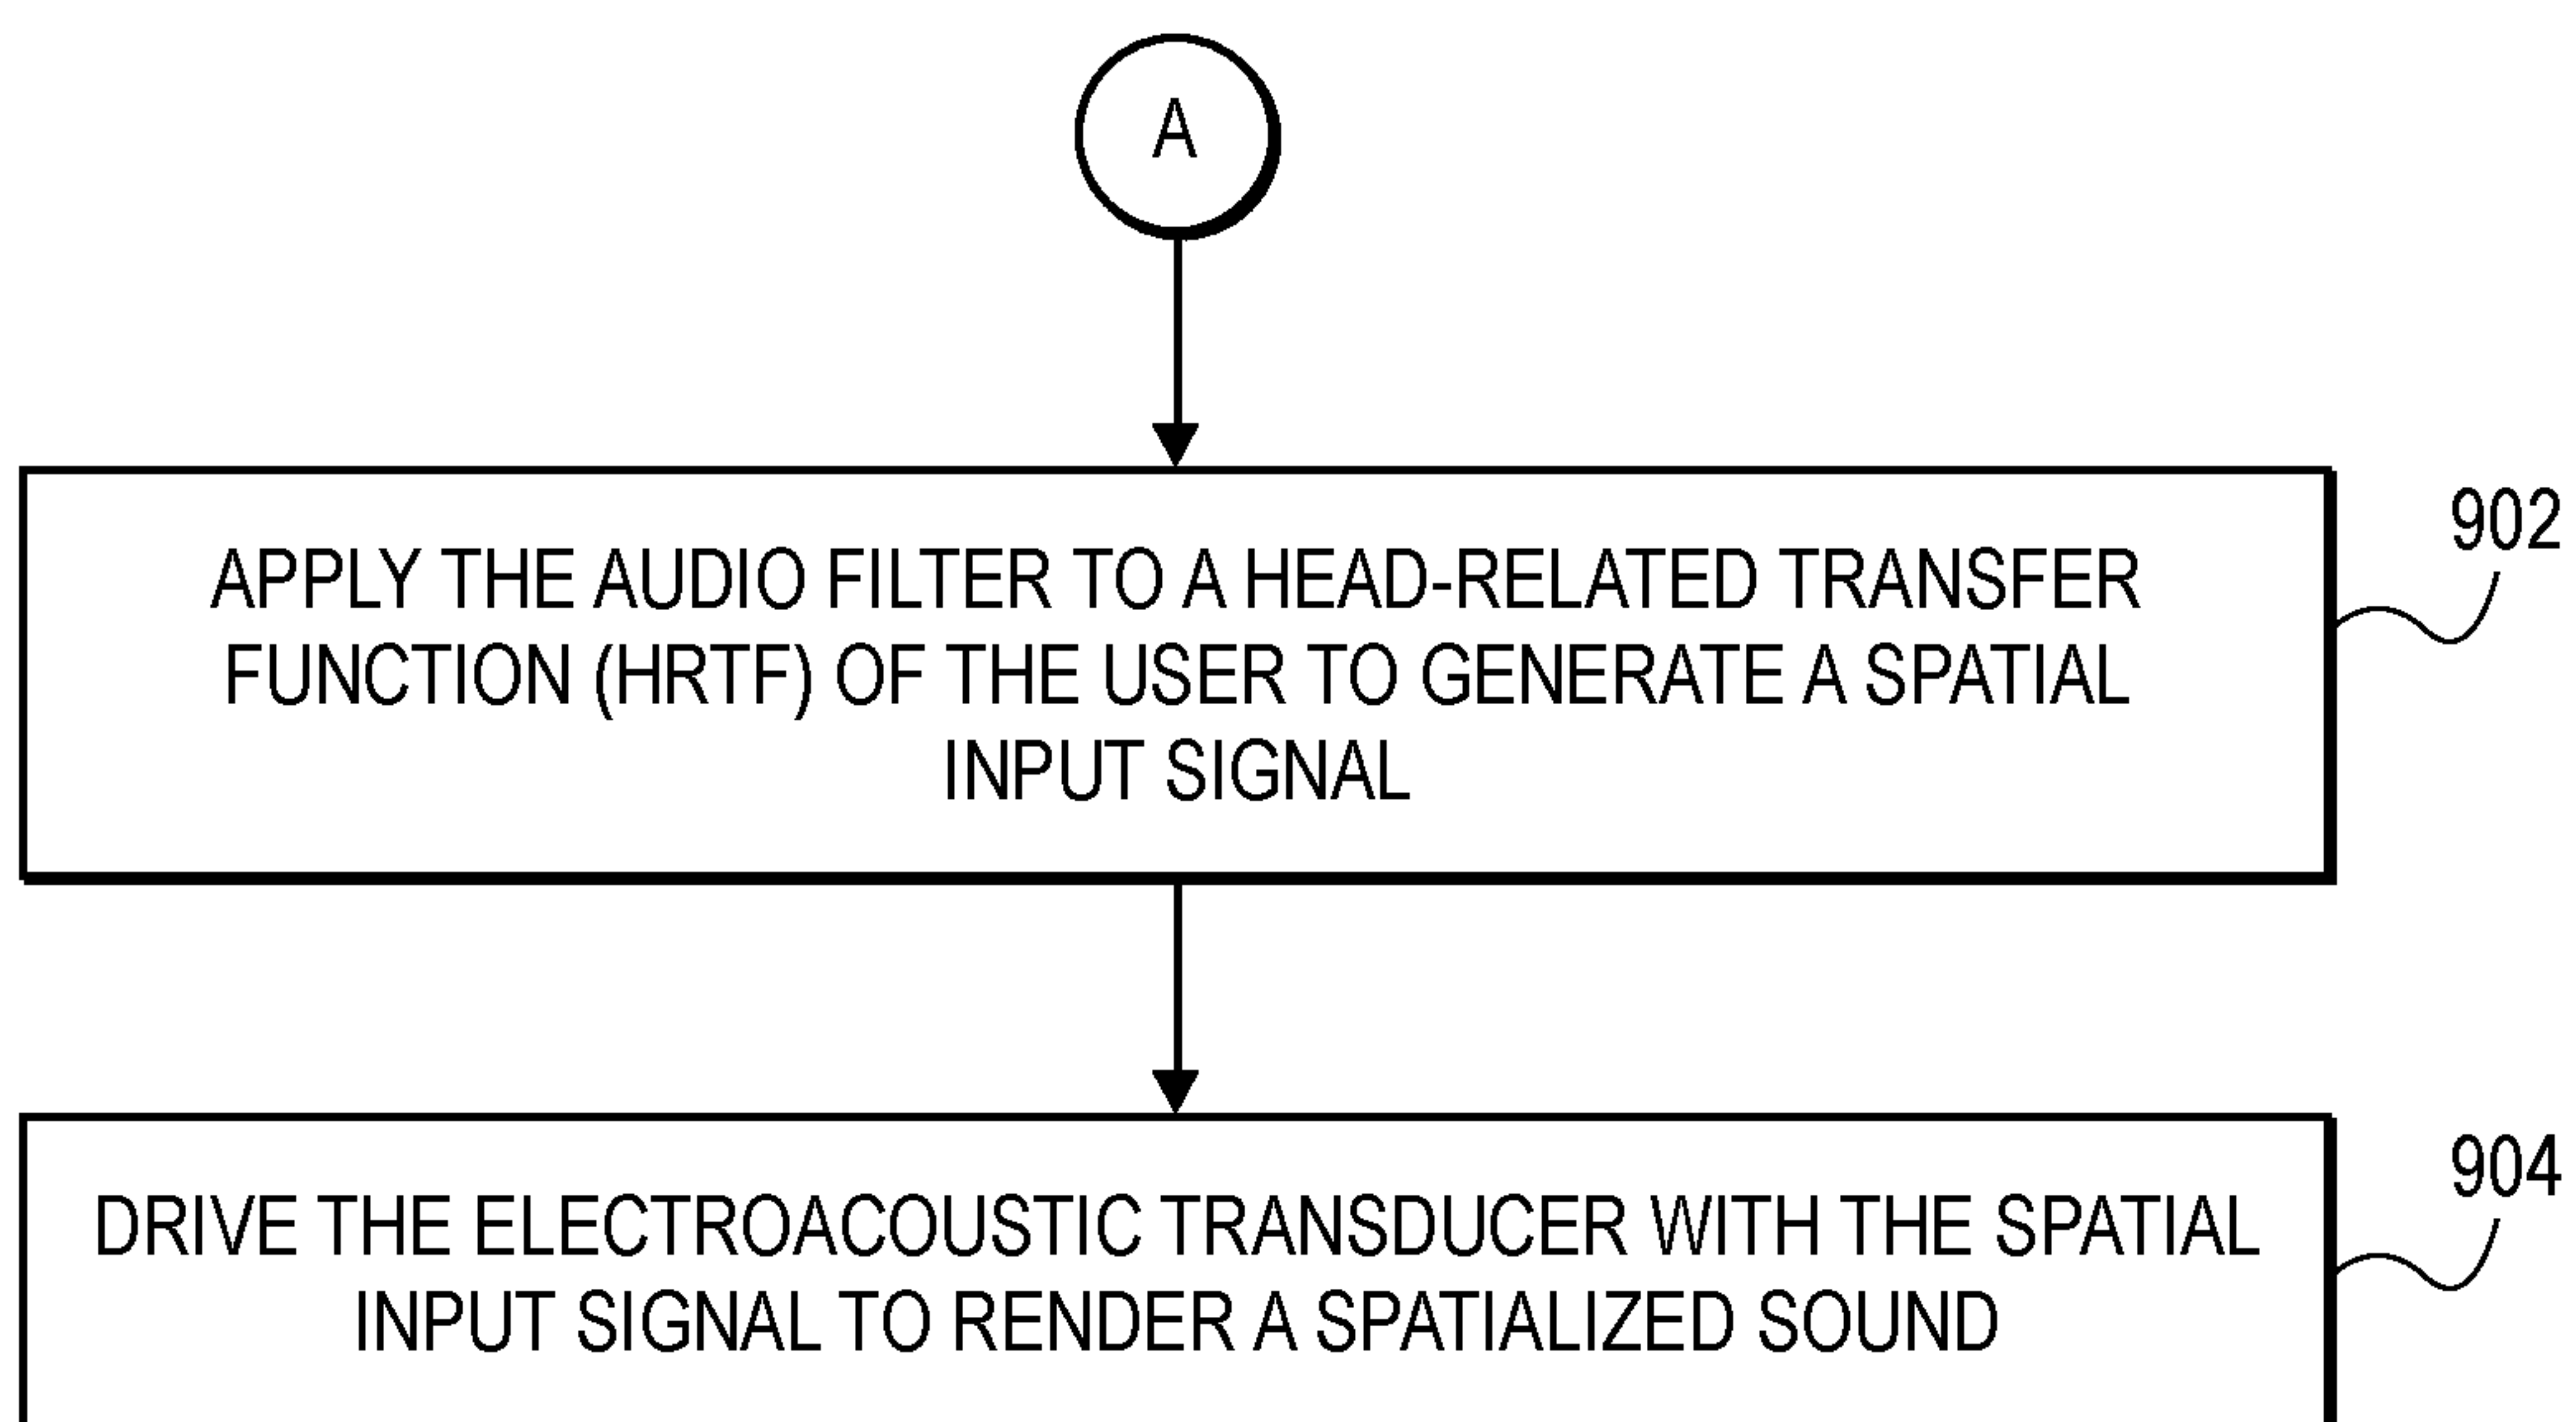 A
902
APPLY THE AUDIO FILTER TO A HEAD-RELATED TRANSFER
FUNCTION (HRTF) OF THE USER TO GENERATE A SPATIAL
INPUT SIGNAL
904
DRIVE THE ELECTROACOUSTIC TRANSDUCER WITH THE SPATIAL
INPUT SIGNAL TO RENDER A SPATIALIZED SOUND